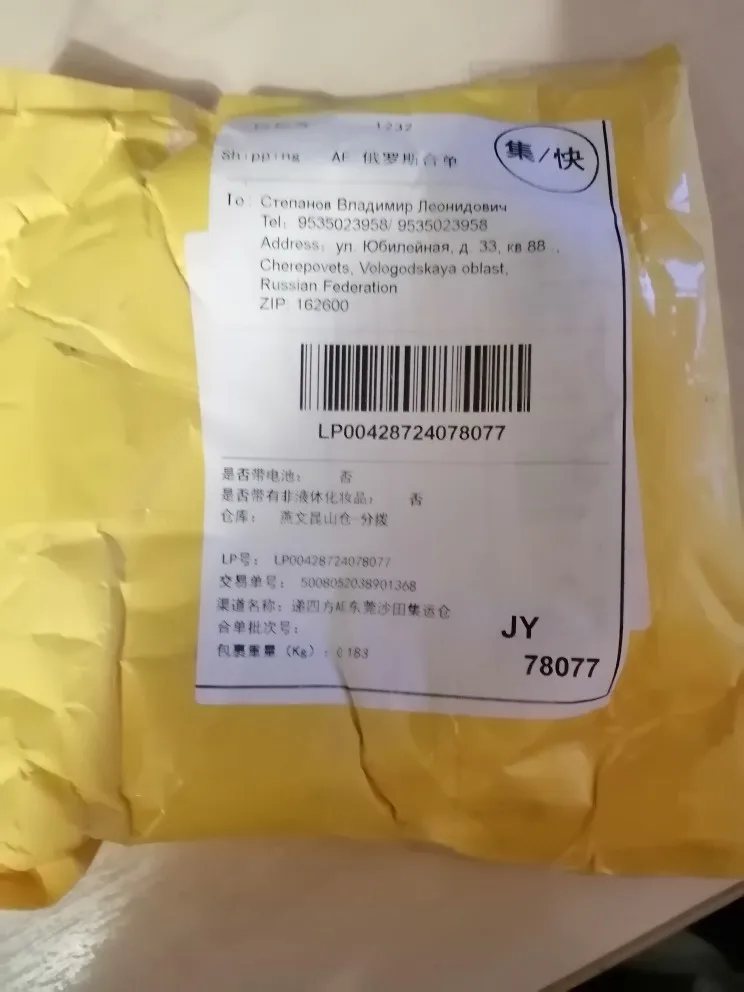 1232
Shipping AE 俄罗斯合单
集/快
To: Степанов Владимир Леонидович
Tel: 9535023958/ 9535023958
Address: ул. Юбилейная, д. 33, кв 88 .,
Cherepovets, Vologodskaya oblast,
Russian Federation
ZIP: 162600
LP00428724078077
是否带电池: 否
是否带有非液体化妆品: 否
仓库: 燕文昆山仓-分拨
LP号: LP00428724078077
交易单号: 5008052038901368
渠道名称: 递四方AE东莞沙田集运仓
合单批次号:
包裹重量 (Kg) : 0.183
JY
78077